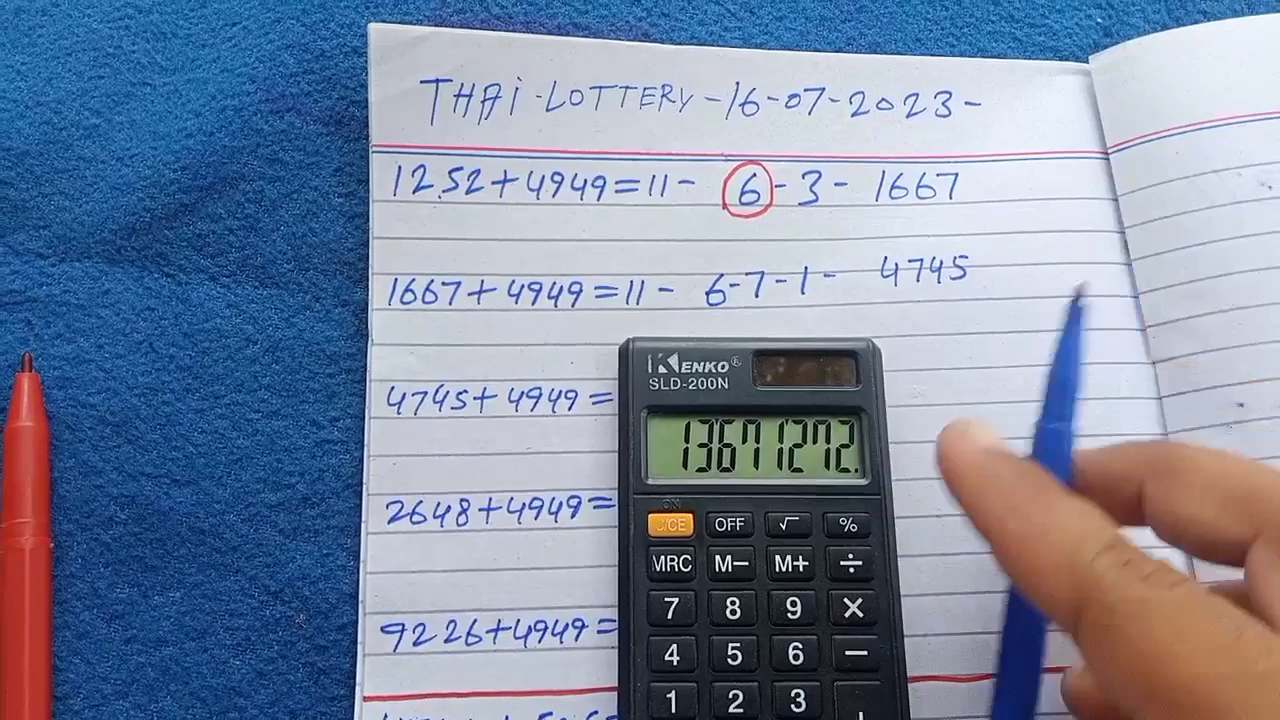 THAi-LOTTERY-16-07-2023-
1252+4949=11- 6-3- 1667
1667+4949=11- 6-7-1- 4745
4745+4949=
2648+4949=
9226+4949=
KENKO®
SLD-200N
13671272.
ON
C/CE OFF √ %
MRC M− M+ ÷
7 8 9 ×
4 5 6 −
1 2 3 +